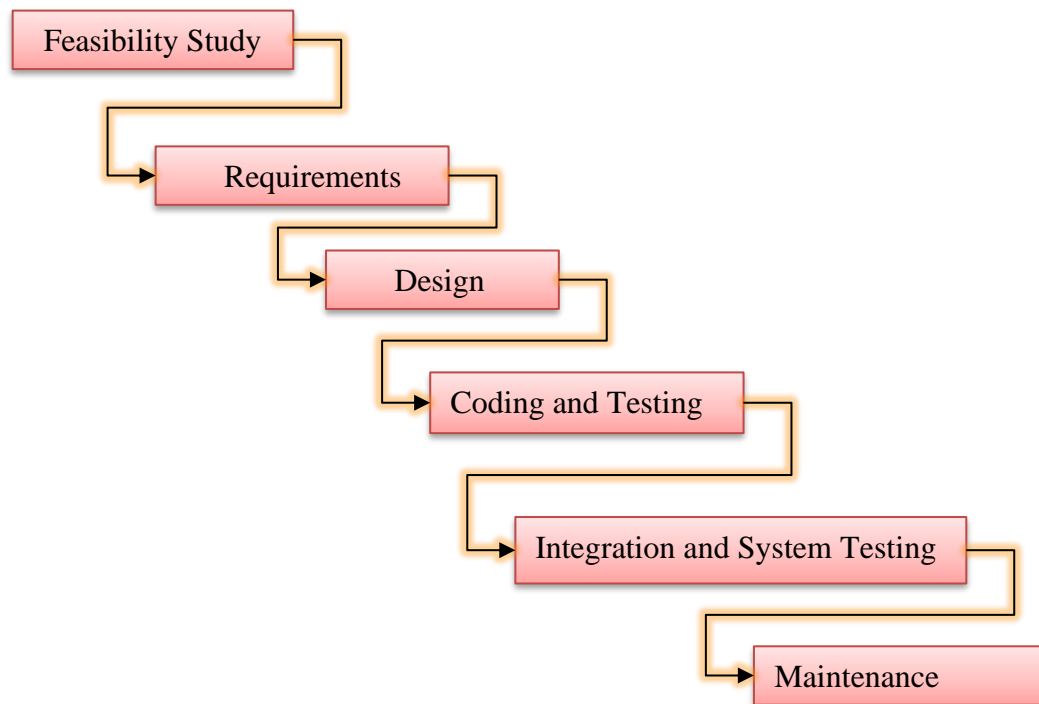 Feasibility Study
Requirements
Design
Coding and Testing
Integration and System Testing
Maintenance